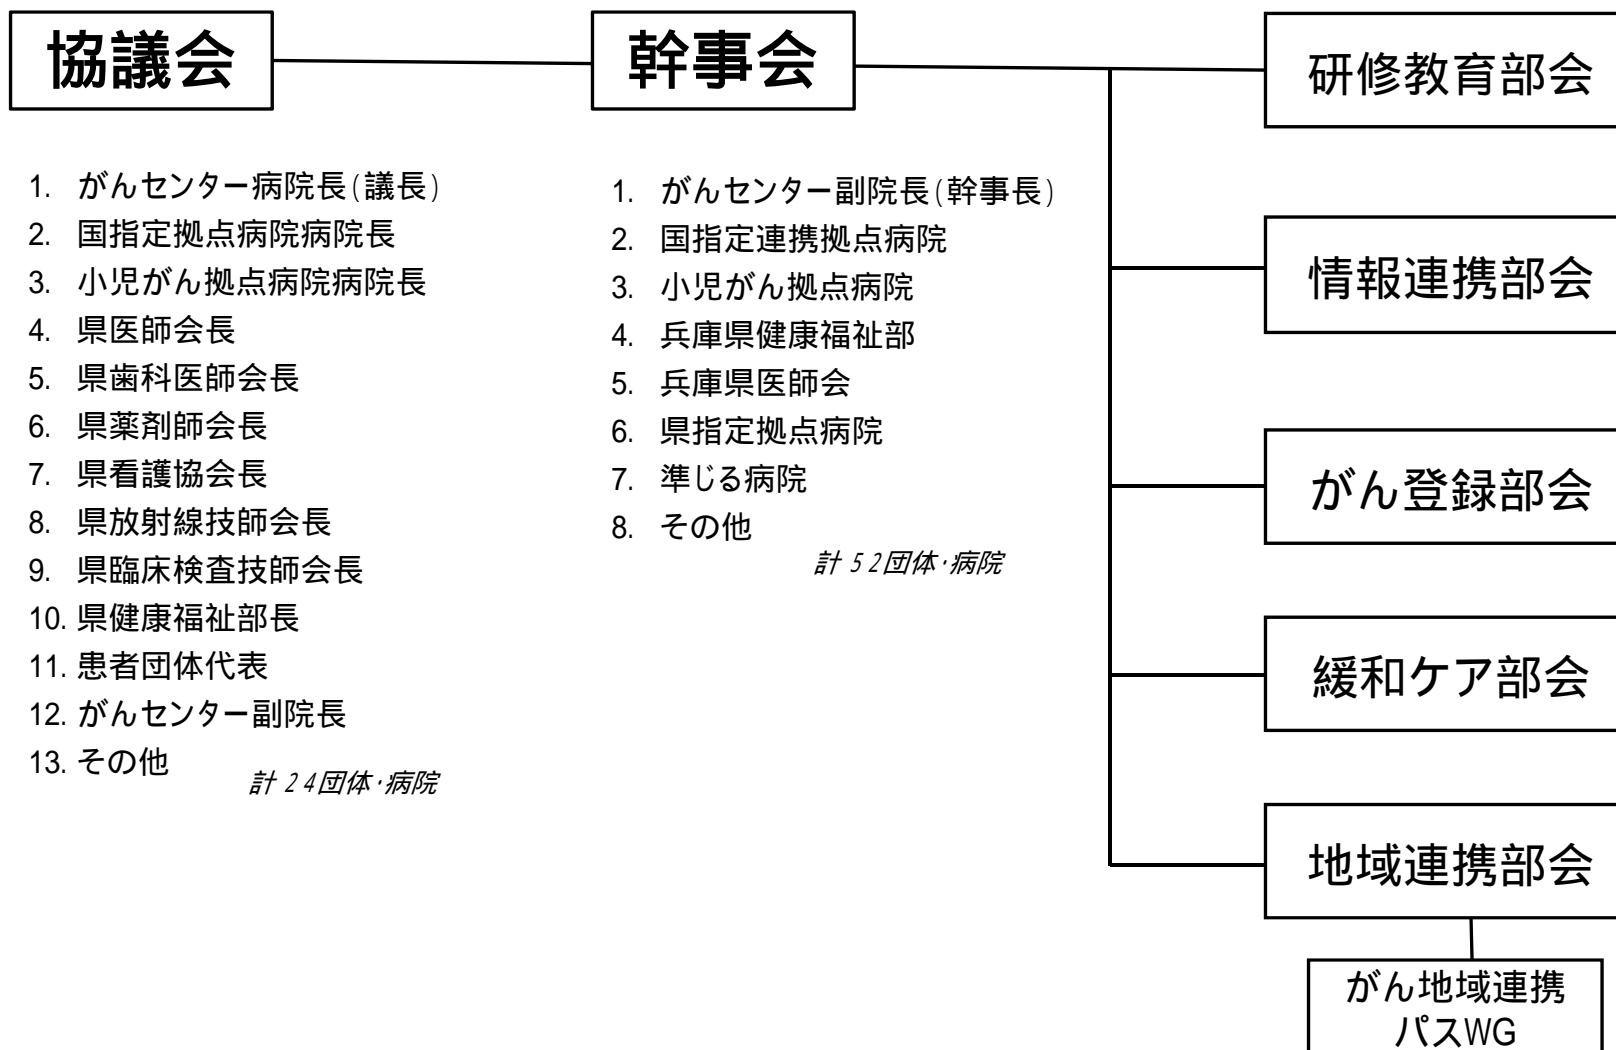 協議会
1. がんセンター病院長(議長)
2. 国指定拠点病院病院長
3. 小児がん拠点病院病院長
4. 県医師会長
5. 県歯科医師会長
6. 県薬剤師会長
7. 県看護協会長
8. 県放射線技師会長
9. 県臨床検査技師会長
10. 県健康福祉部長
11. 患者団体代表
12. がんセンター副院長
13. その他
計24団体・病院
幹事会
1. がんセンター副院長(幹事長)
2. 国指定連携拠点病院
3. 小児がん拠点病院
4. 兵庫県健康福祉部
5. 兵庫県医師会
6. 県指定拠点病院
7. 準じる病院
8. その他
計52団体・病院
研修教育部会
情報連携部会
がん登録部会
緩和ケア部会
地域連携部会
がん地域連携
パスWG